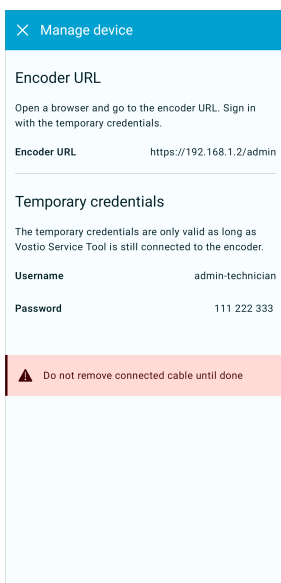 Manage device
Encoder URL
Open a browser and go to the encoder URL. Sign in
with the temporary credentials.
Encoder URL https://192.168.1.2/admin
Temporary credentials
The temporary credentials are only valid as long as
Vostio Service Tool is still connected to the encoder.
Username admin-technician
Password 111 222 333
Do not remove connected cable until done